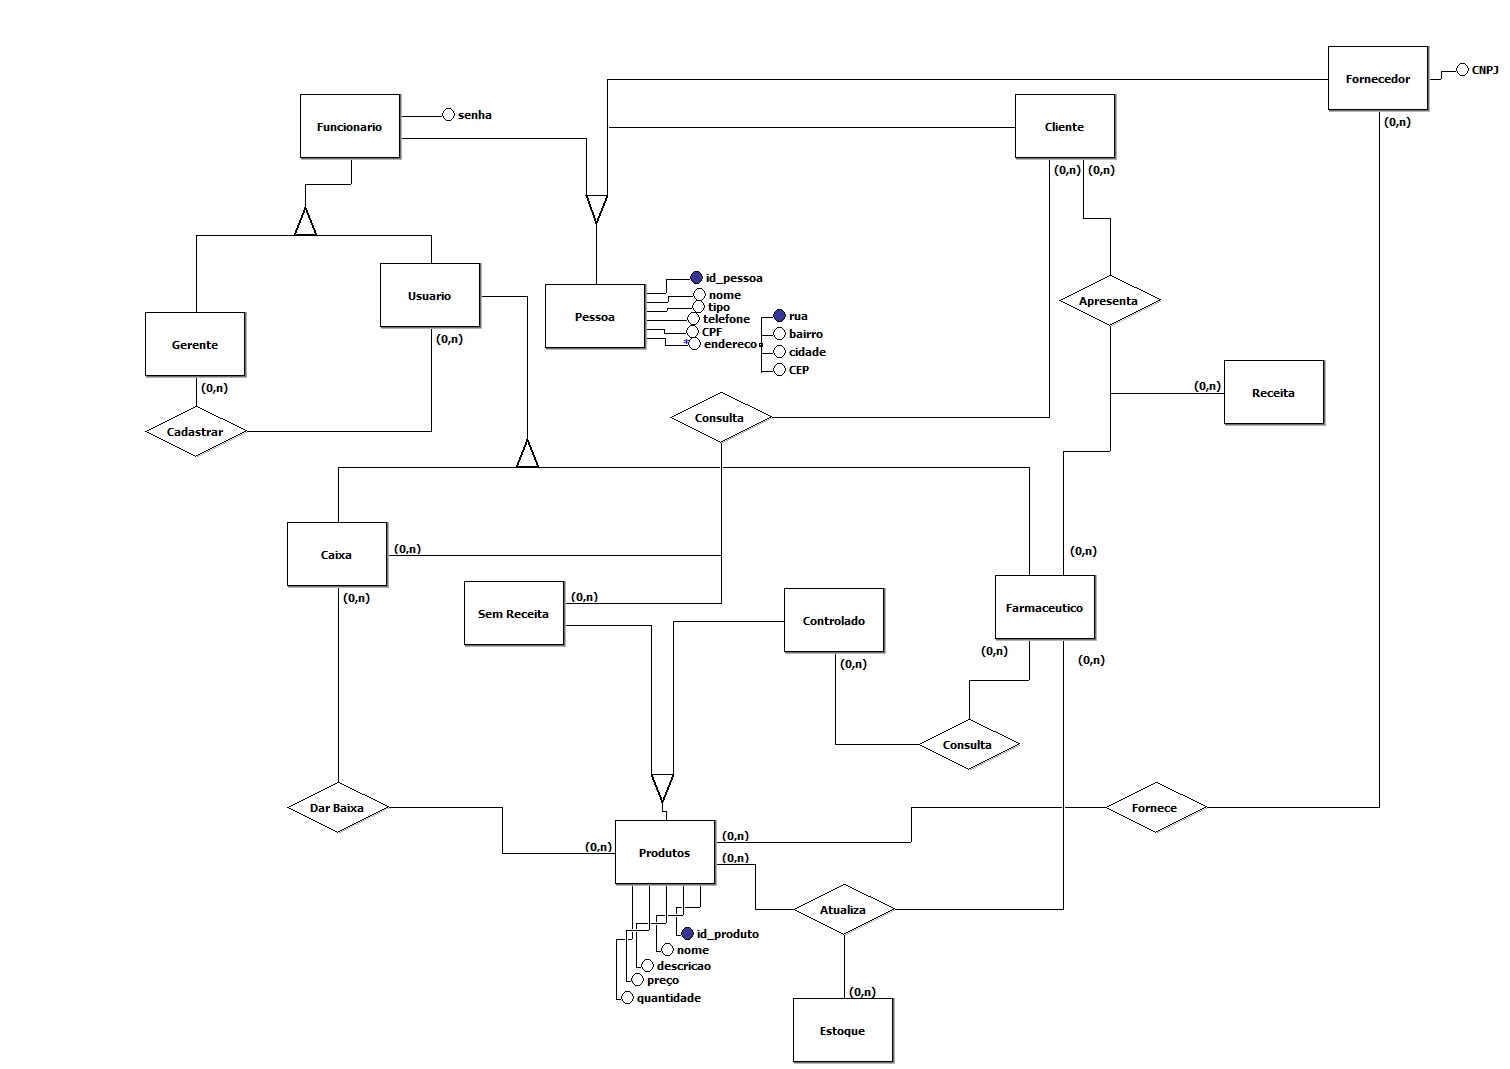 Fornecedor
CNPJ
(0,n)
Funcionario
senha
Cliente
(0,n) (0,n)
Gerente
(0,n)
Usuario
(0,n)
Pessoa
id_pessoa
nome
tipo
telefone
CPF
* endereco
rua
bairro
cidade
CEP
Apresenta
(0,n)
Receita
Cadastrar
Consulta
Caixa
(0,n)
(0,n)
Sem Receita
(0,n)
Controlado
(0,n)
(0,n)
Farmaceutico
(0,n)
(0,n)
Consulta
Dar Baixa
Fornece
(0,n)
Produtos
(0,n)
(0,n)
Atualiza
id_produto
nome
descricao
preço
quantidade
(0,n)
Estoque